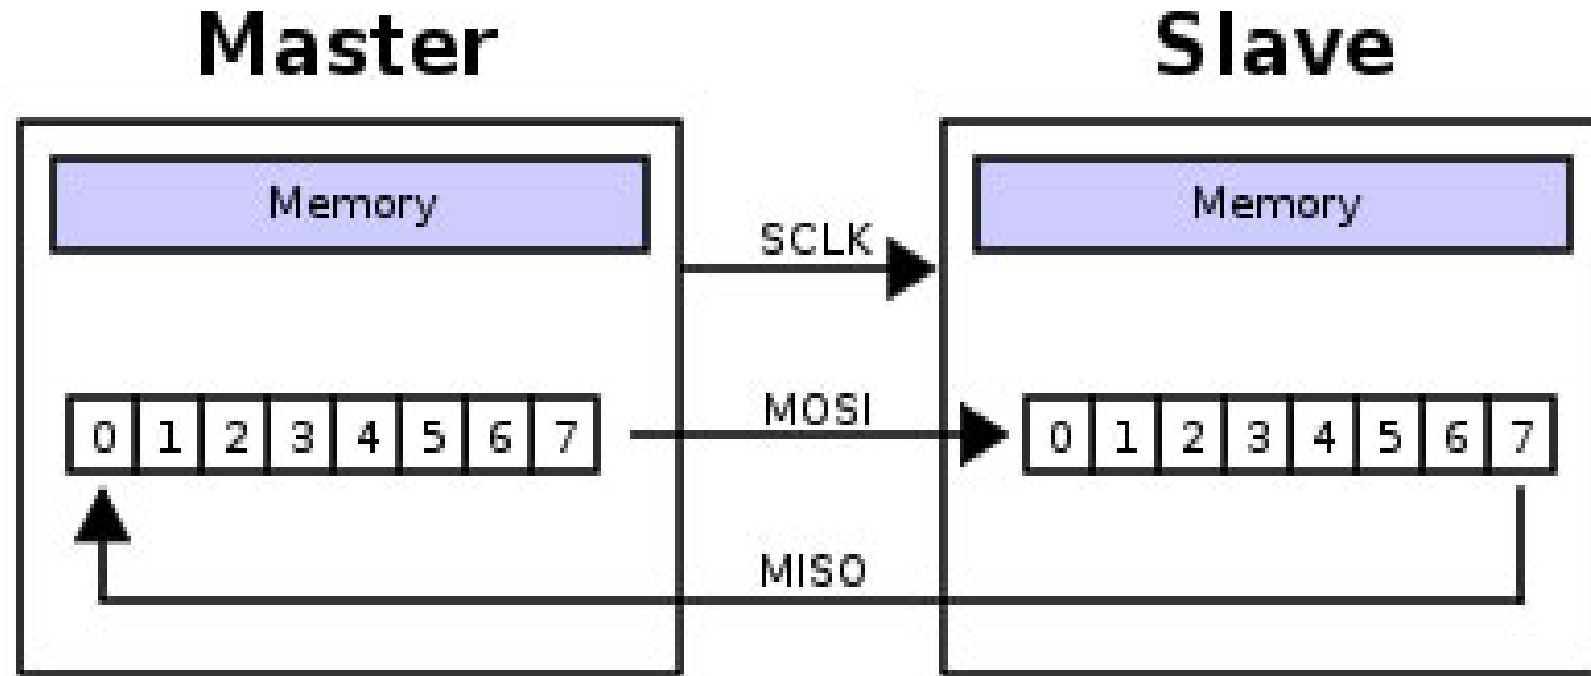 Master Slave
Memory Memory
SCLK
0 1 2 3 4 5 6 7 MOSI 0 1 2 3 4 5 6 7
MISO